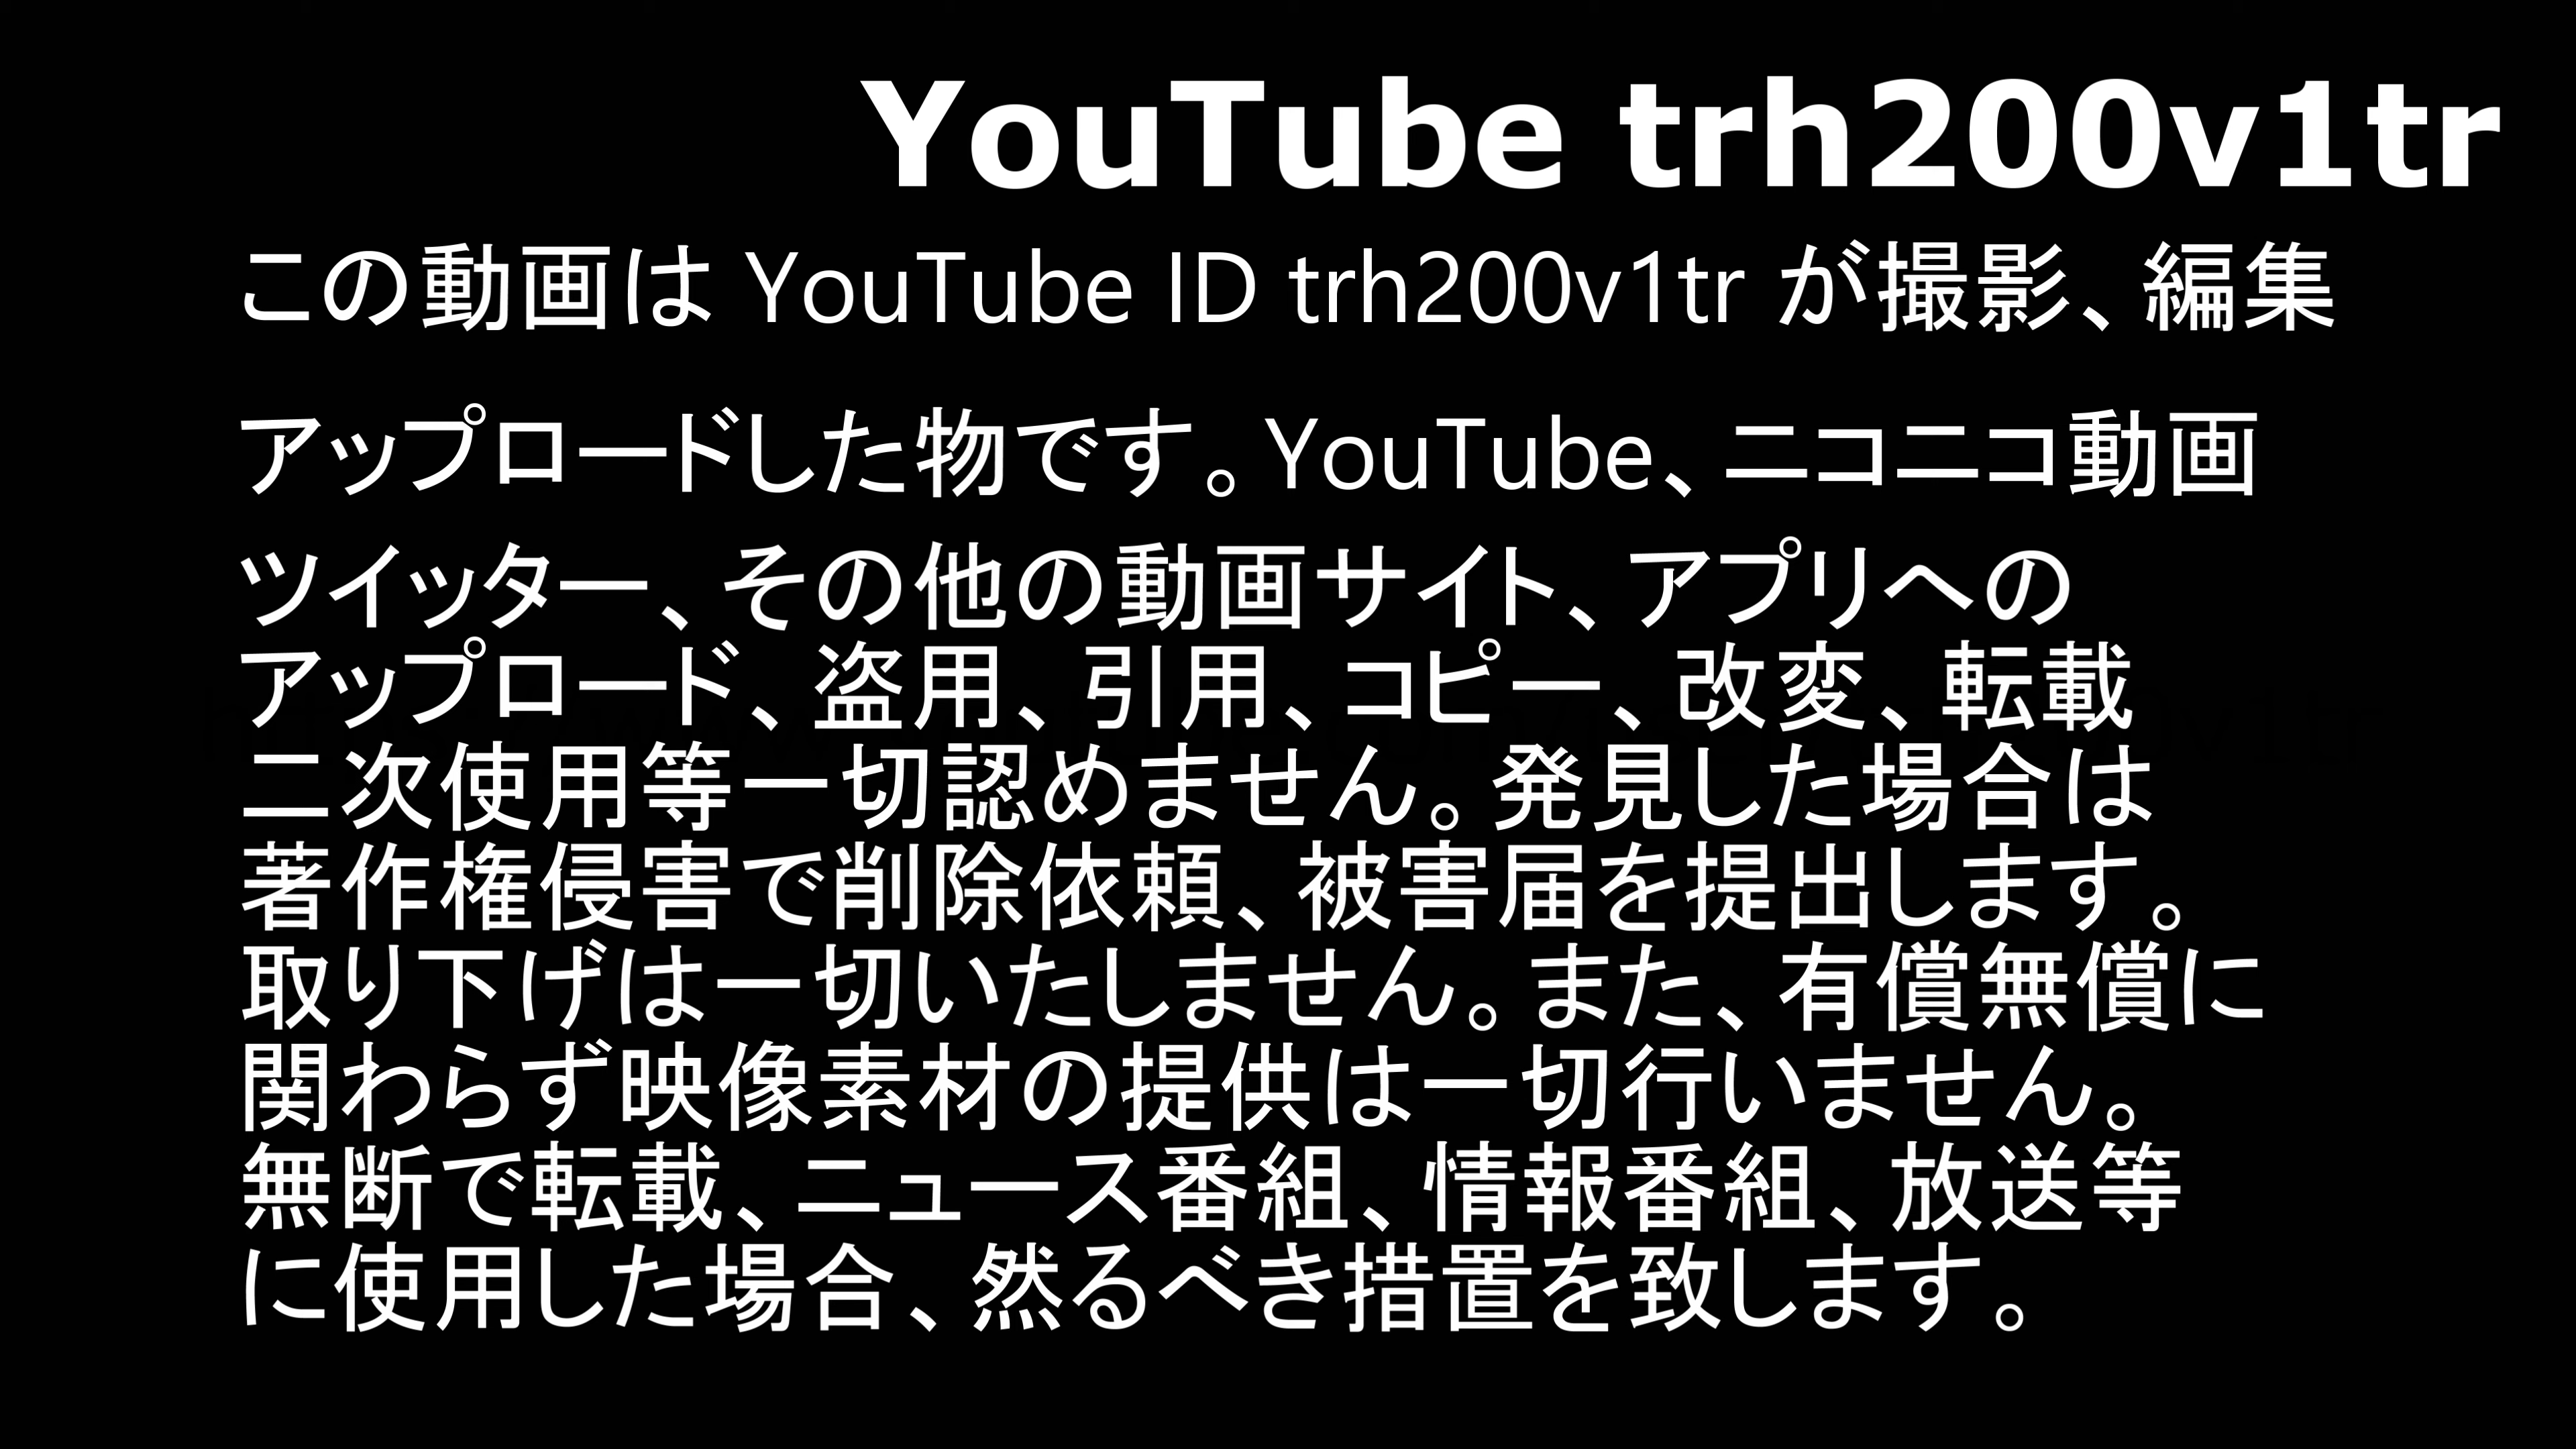 YouTube trh200v1tr
この動画は YouTube ID trh200v1tr が撮影、編集
アップロードした物です。YouTube、ニコニコ動画
ツイッター、その他の動画サイト、アプリへの
アップロード、盗用、引用、コピー、改変、転載
二次使用等一切認めません。発見した場合は
著作権侵害で削除依頼、被害届を提出します。
取り下げは一切いたしません。また、有償無償に
関わらず映像素材の提供は一切行いません。
無断で転載、ニュース番組、情報番組、放送等
に使用した場合、然るべき措置を致します。